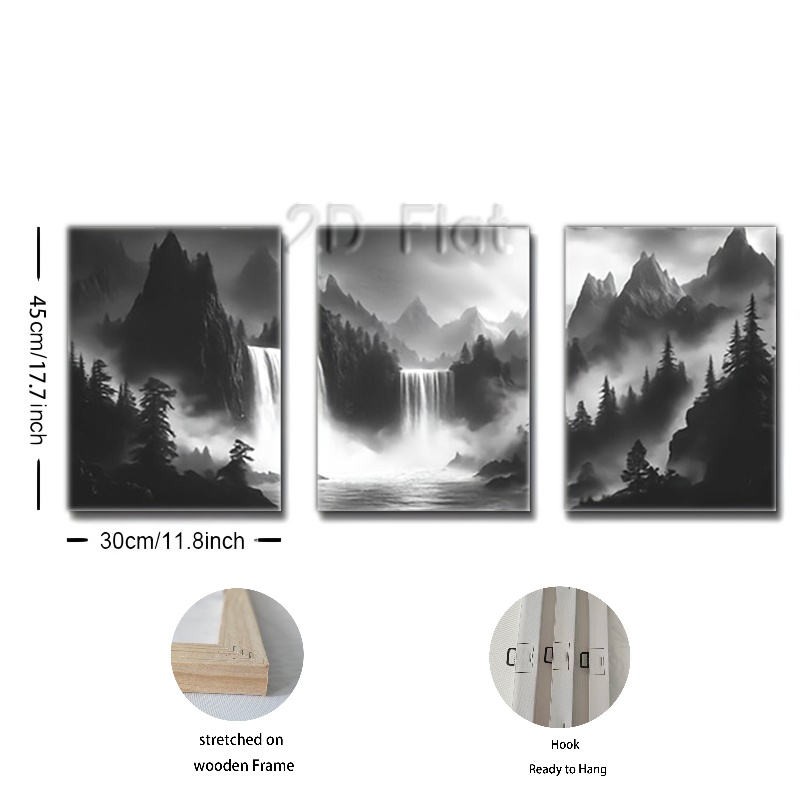 2D Flat.
45cm/17.7inch
30cm/11.8inch
stretched on
wooden Frame
Hook
Ready to Hang